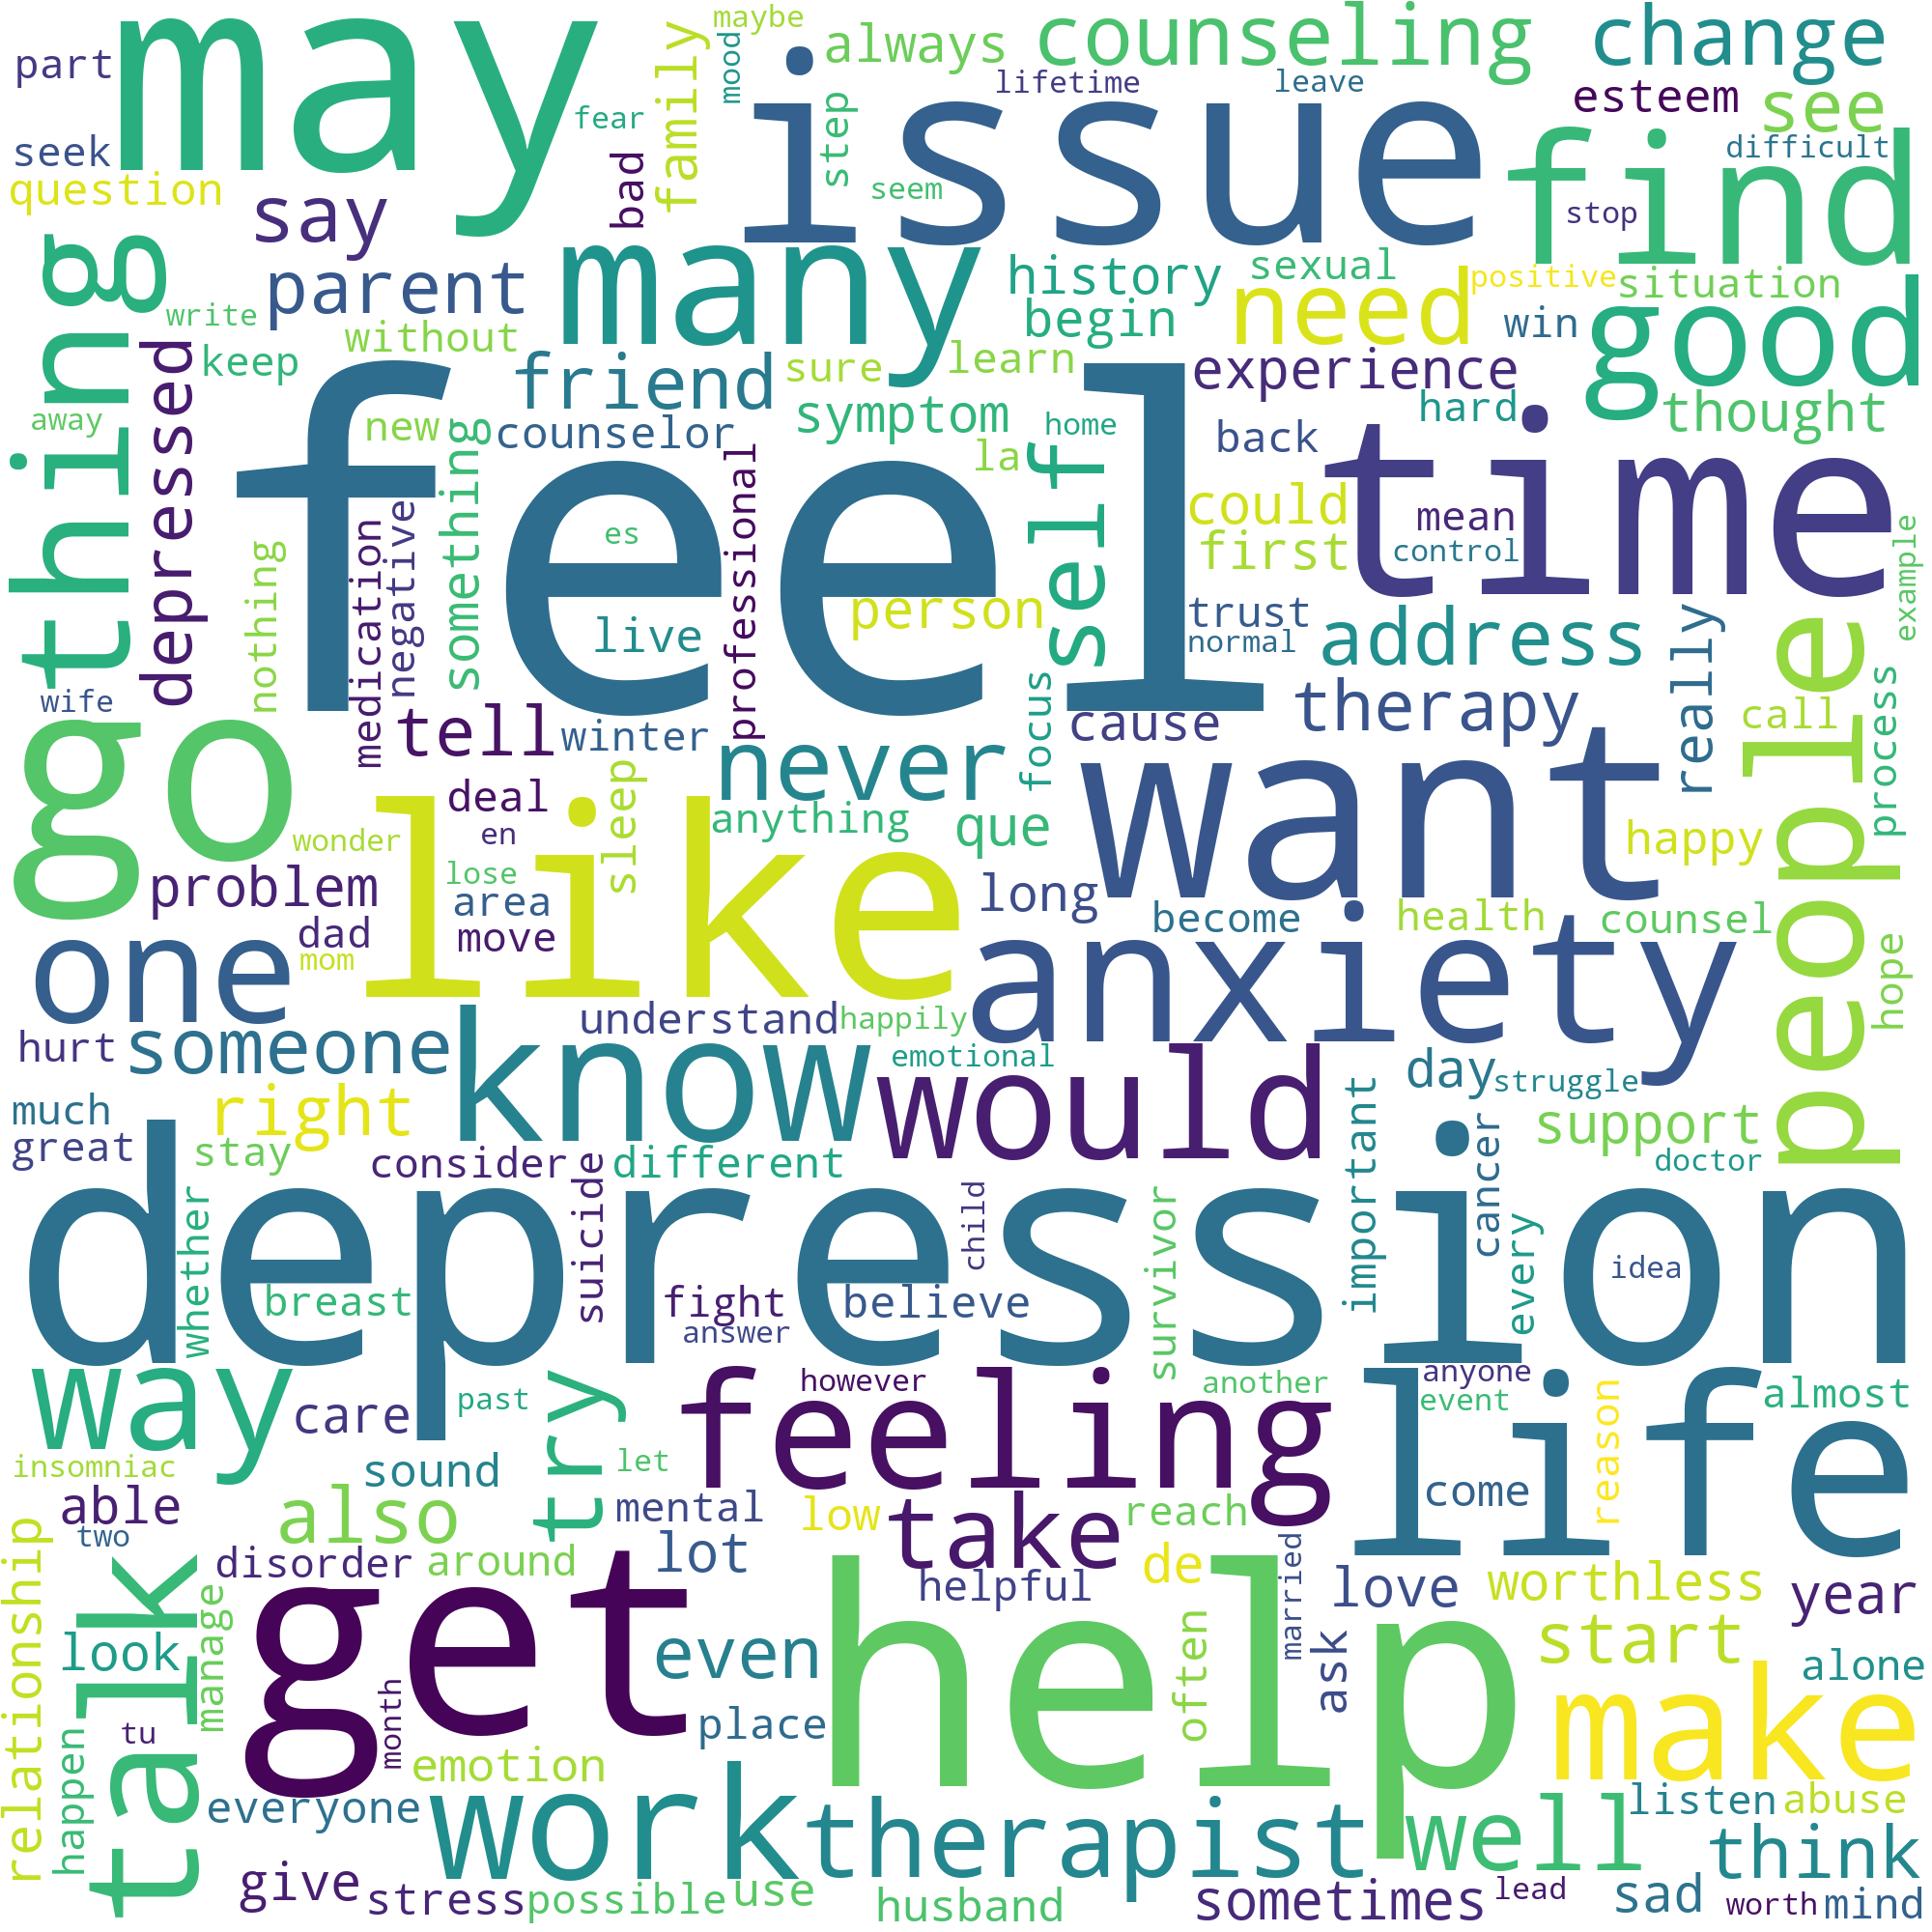 may
issue
counseling
change
maybe
always
family
mood
part
lifetime
leave
esteem
see
fear
step
find
seek
difficult
question
bad
seem
say
stop
thing
many
history
sexual
need
positive
situation
parent
write
begin
win
good
without
keep
depressed
friend
sure
learn
experience
away
new
something
counselor
symptom
home
hard
thought
feel
la
self
back
time
es
professional
could
mean
example
nothing
medication
negative
live
person
first
control
trust
normal
address
really
people
wife
process
go
tell
winter
never
focus
cause
therapy
call
deal
sleep
anything
que
want
happy
wonder
en
like
problem
lose
area
long
become
health
counsel
one
dad
mom
move
anxiety
hope
hurt
someone
understand
happily
know
emotional
would
day
struggle
much
right
great
stay
consider
different
important
support
doctor
depression
suicide
child
cancer
whether
breast
fight
believe
survivor
every
idea
answer
way
care
past
try
feeling
however
another
life
anyone
event
almost
reason
insomniac
sound
let
able
also
mental
low
take
reach
come
two
relationship
talk
disorder
around
lot
de
helpful
married
love
worthless
year
get
help
look
manage
even
often
ask
start
alone
make
tu
month
place
happen
emotion
everyone
work
therapist
well
listen
abuse
think
give
stress
possible
use
husband
sometimes
lead
sad
worth
mind